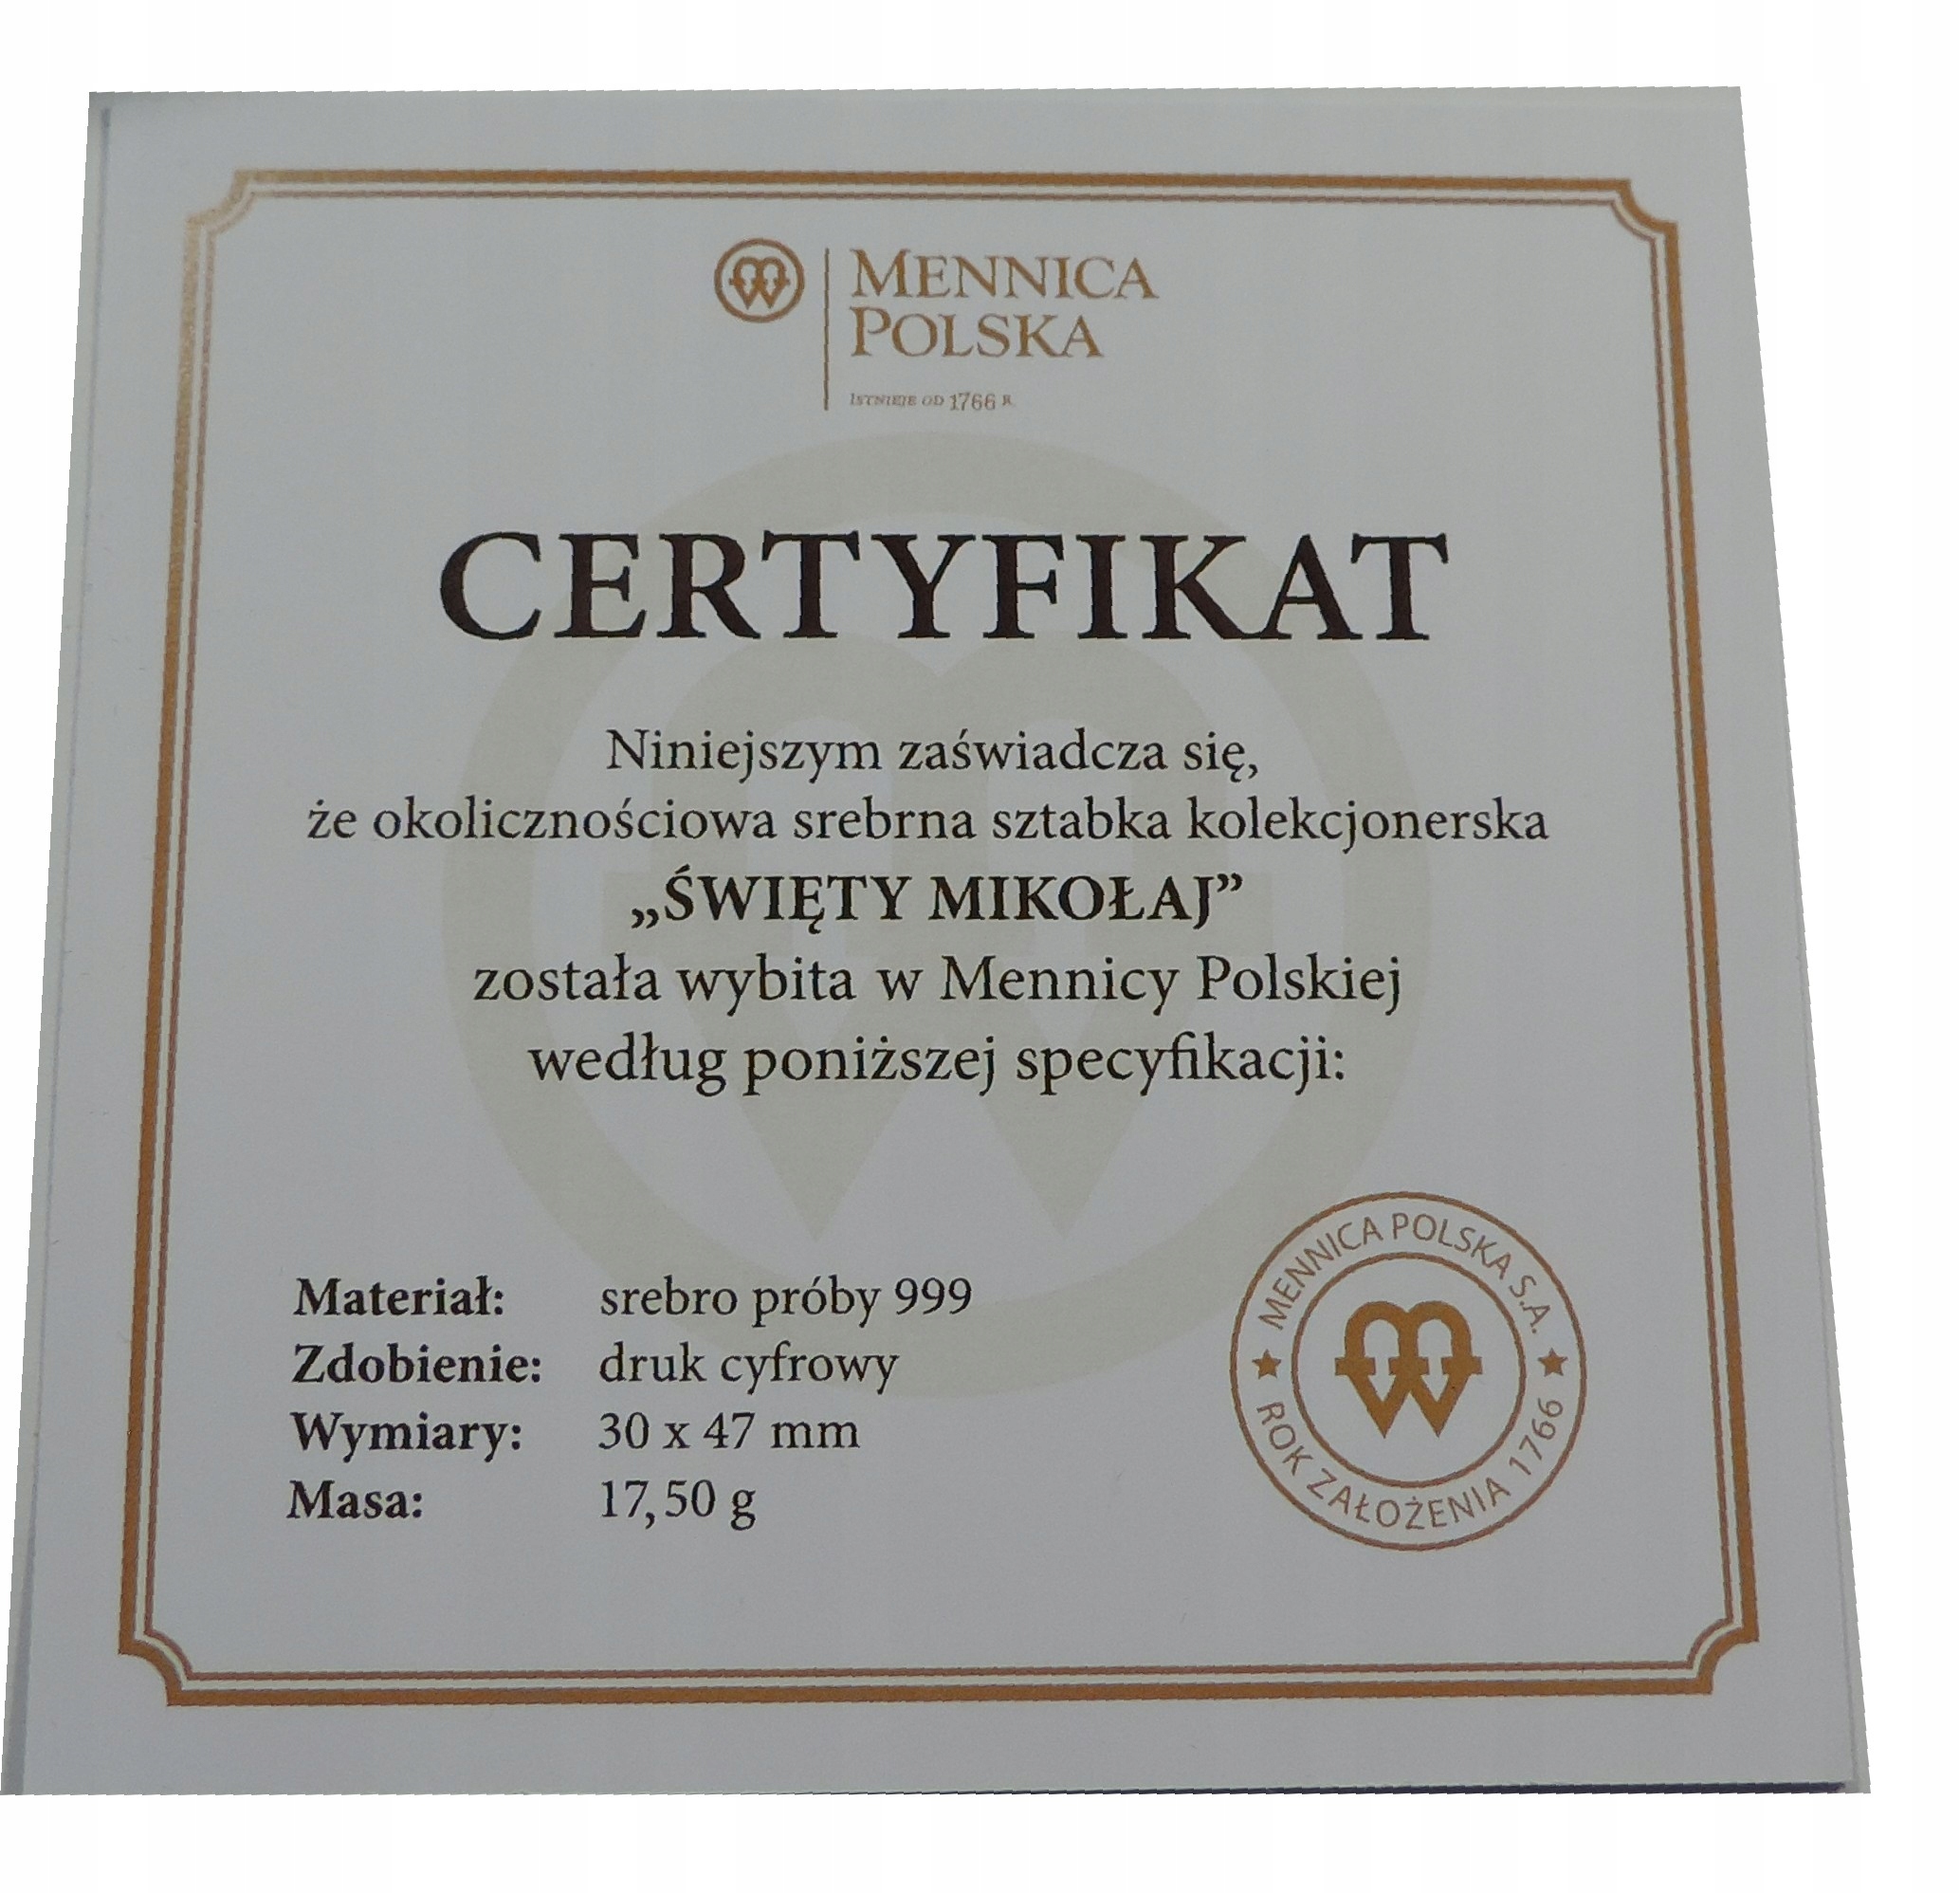 MENNICA
POLSKA
ISTNIEJE OD 1766 R.
CERTYFIKAT
Niniejszym zaświadcza się,
że okolicznościowa srebrna sztabka kolekcjonerska
„ŚWIĘTY MIKOŁAJ”
została wybita w Mennicy Polskiej
według poniższej specyfikacji:
Materiał: srebro próby 999
Zdobienie: druk cyfrowy
Wymiary: 30 x 47 mm
Masa: 17,50 g
MENNICA POLSKA S.A.
★ ROK ZAŁOŻENIA 1766 ★